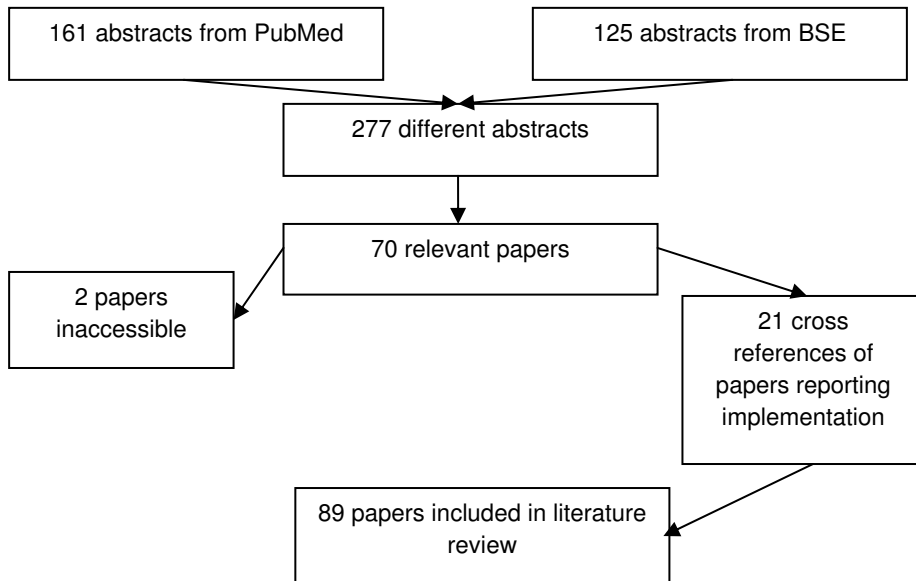 161 abstracts from PubMed
125 abstracts from BSE
277 different abstracts
70 relevant papers
2 papers
inaccessible
21 cross
references of
papers reporting
implementation
89 papers included in literature
review